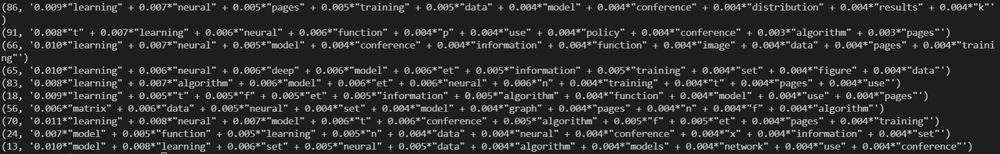 (86, '0.009*"learning" + 0.007*"neural" + 0.005*"pages" + 0.005*"training" + 0.005*"data" + 0.004*"model" + 0.004*"conference" + 0.004*"distribution" + 0.004*"results" + 0.004*"k"'
)
(91, '0.008*"t" + 0.007*"learning" + 0.006*"neural" + 0.006*"function" + 0.004*"p" + 0.004*"use" + 0.004*"policy" + 0.004*"conference" + 0.003*"algorithm" + 0.003*"pages"')
(66, '0.010*"learning" + 0.007*"neural" + 0.005*"model" + 0.004*"conference" + 0.004*"information" + 0.004*"function" + 0.004*"image" + 0.004*"data" + 0.004*"pages" + 0.004*"traini
ng"')
(65, '0.010*"learning" + 0.006*"neural" + 0.006*"deep" + 0.006*"model" + 0.006*"et" + 0.005*"information" + 0.005*"training" + 0.004*"set" + 0.004*"figure" + 0.004*"data"')
(83, '0.008*"learning" + 0.007*"algorithm" + 0.006*"model" + 0.006*"et" + 0.006*"neural" + 0.006*"n" + 0.004*"training" + 0.004*"t" + 0.004*"pages" + 0.004*"use"')
(18, '0.009*"learning" + 0.005*"t" + 0.005*"f" + 0.005*"et" + 0.005*"information" + 0.005*"algorithm" + 0.004*"function" + 0.004*"model" + 0.004*"use" + 0.004*"pages"')
(56, '0.006*"matrix" + 0.006*"data" + 0.005*"neural" + 0.004*"set" + 0.004*"model" + 0.004*"graph" + 0.004*"pages" + 0.004*"n" + 0.004*"f" + 0.004*"algorithm"')
(70, '0.011*"learning" + 0.008*"neural" + 0.007*"model" + 0.006*"t" + 0.006*"conference" + 0.005*"algorithm" + 0.005*"f" + 0.005*"et" + 0.004*"pages" + 0.004*"training"')
(24, '0.007*"model" + 0.005*"function" + 0.005*"learning" + 0.005*"n" + 0.004*"data" + 0.004*"neural" + 0.004*"conference" + 0.004*"x" + 0.004*"information" + 0.004*"set"')
(13, '0.010*"model" + 0.008*"learning" + 0.006*"set" + 0.005*"neural" + 0.005*"data" + 0.004*"algorithm" + 0.004*"models" + 0.004*"network" + 0.004*"use" + 0.004*"conference"')